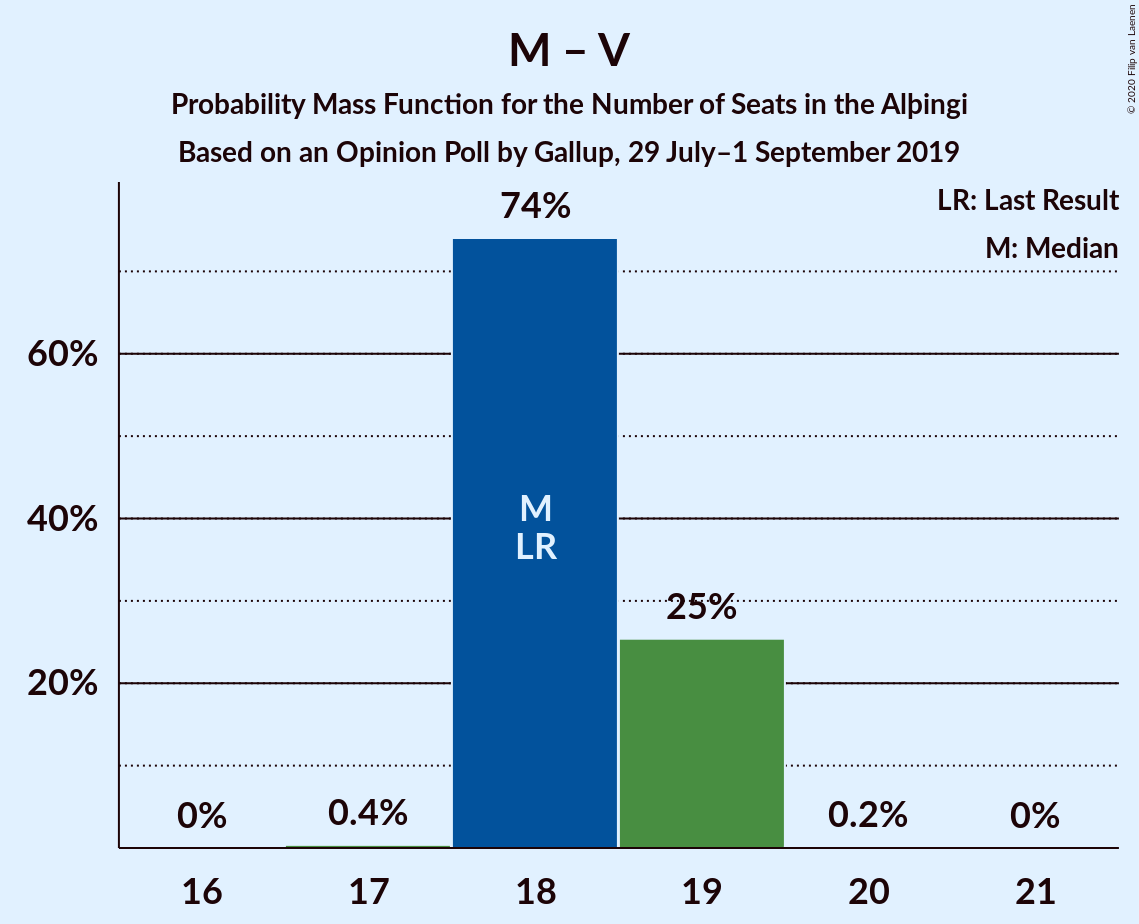 M – V
Probability Mass Function for the Number of Seats in the Alþingi
Based on an Opinion Poll by Gallup, 29 July–1 September 2019
© 2020 Filip van Laenen
LR: Last Result
M: Median
74%
60%
40%
20%
M
LR
25%
0%
0.4%
0.2%
0%
16
17
18
19
20
21